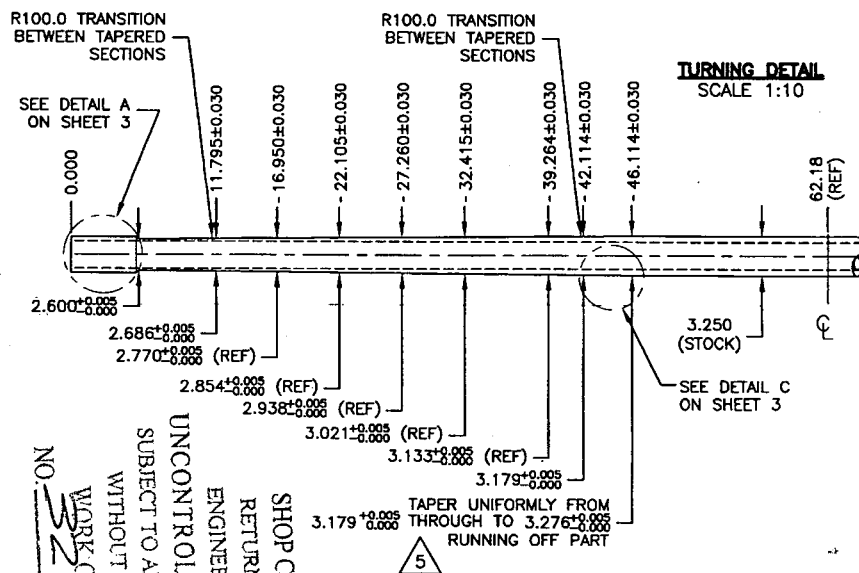 R100.0 TRANSITION
BETWEEN TAPERED
SECTIONS
R100.0 TRANSITION
BETWEEN TAPERED
SECTIONS
TURNING DETAIL
SCALE 1:10
SEE DETAIL A
ON SHEET 3
0.000
11.795±0.030
16.950±0.030
22.105±0.030
27.260±0.030
32.415±0.030
39.264±0.030
42.114±0.030
46.114±0.030
62.18
(REF)
2.600+0.005
-0.000
2.686+0.005
-0.000
2.770+0.005
-0.000 (REF)
2.854+0.005
-0.000 (REF)
2.938+0.005
-0.000 (REF)
3.021+0.005
-0.000 (REF)
3.133+0.005
-0.000 (REF)
3.179+0.005
-0.000
3.250
(STOCK)
SEE DETAIL C
ON SHEET 3
TAPER UNIFORMLY FROM
3.179+0.005
-0.000 THROUGH TO 3.276+0.005
-0.000
RUNNING OFF PART
5
SHOP C
RETURN
ENGINEE
UNCONTROL
SUBJECT TO A
WITHOUT
WORK O
NO. 32